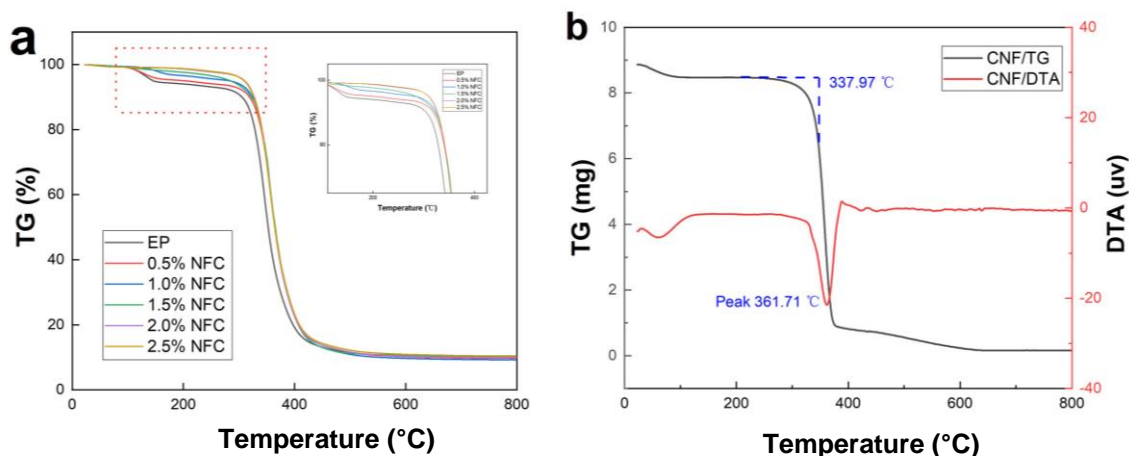 a
100
80
60
40
20
0
TG (%)
EP
0.5% NFC
1.0% NFC
1.5% NFC
2.0% NFC
2.5% NFC
0
200
400
600
800
Temperature (°C)
100
80
TG (%)
EP
0.5% NFC
1.0% NFC
1.5% NFC
2.0% NFC
2.5% NFC
200
400
Temperature(℃)
b
10
8
6
4
2
0
TG (mg)
CNF/TG
CNF/DTA
337.97 ℃
Peak 361.71 ℃
40
20
0
-20
-40
DTA (uv)
0
200
400
600
800
Temperature (°C)